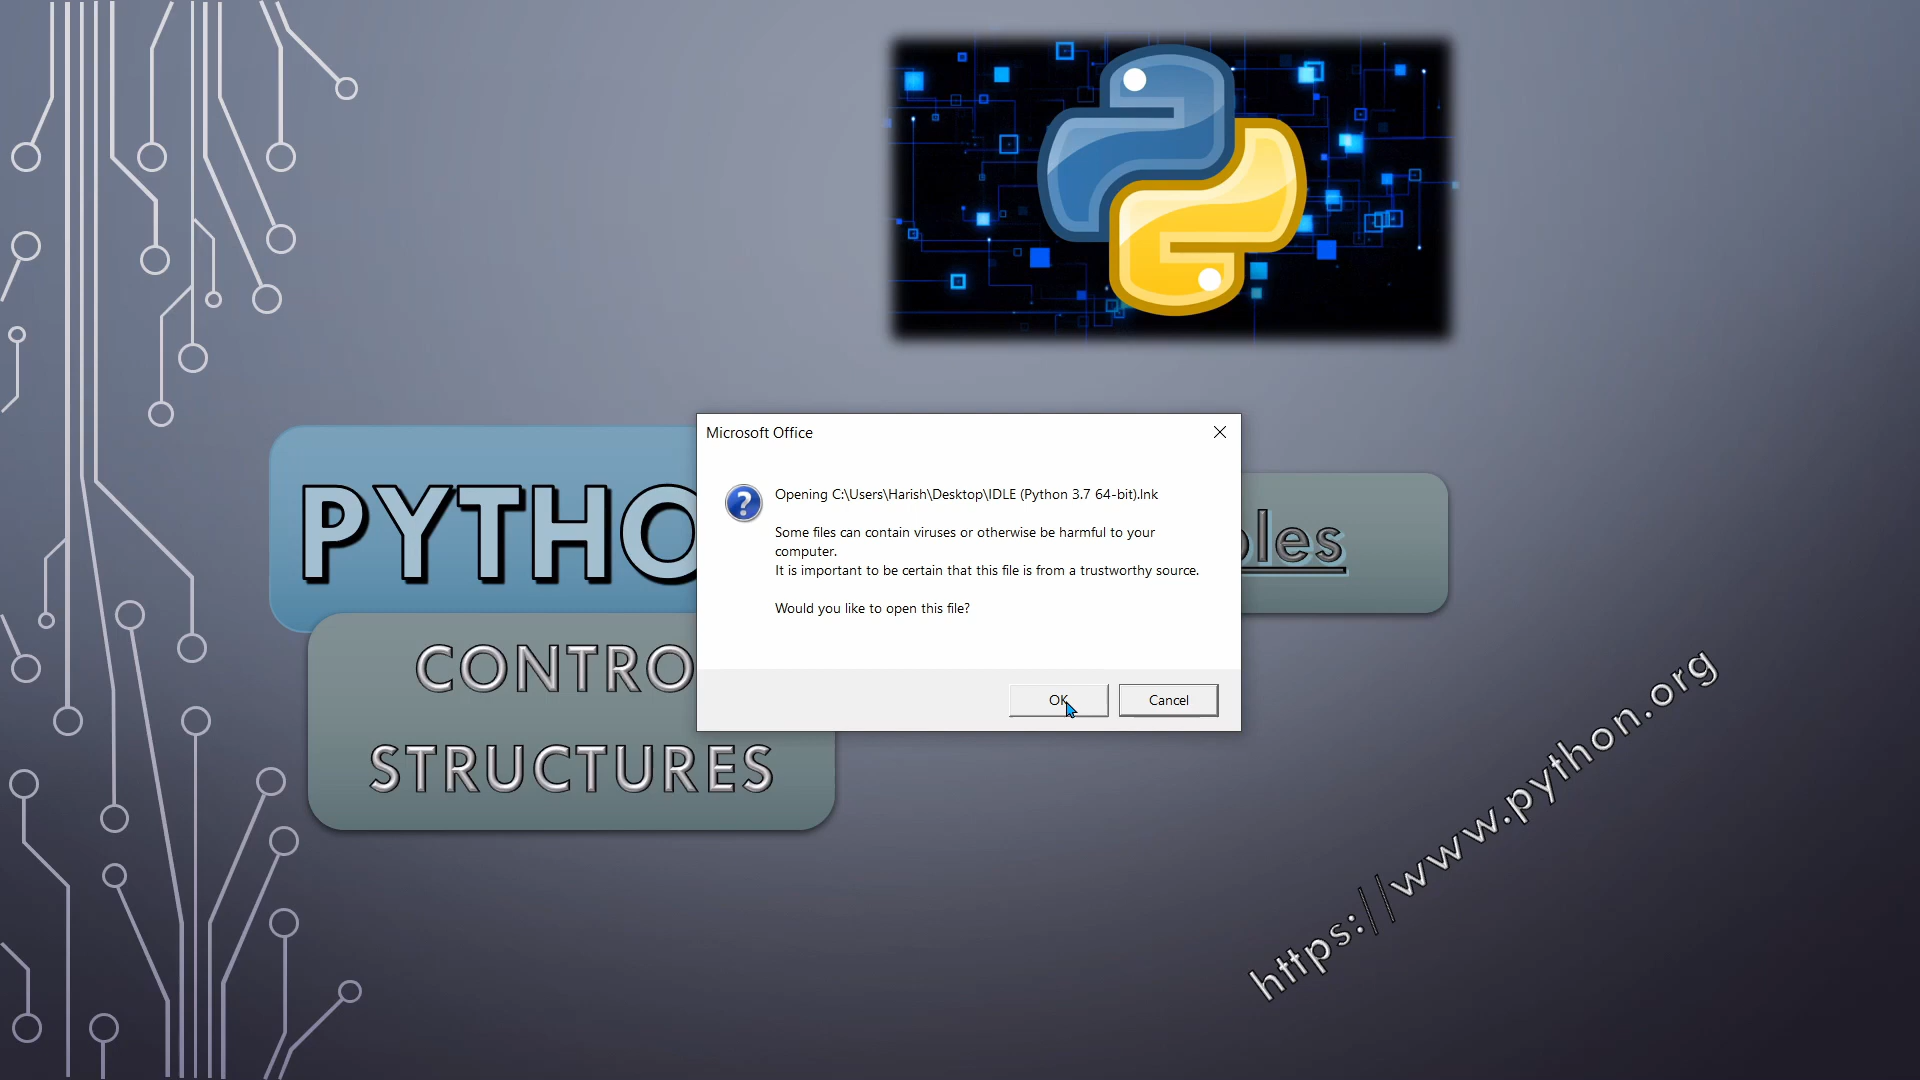 Microsoft Office
Opening C:\Users\Harish\Desktop\IDLE (Python 3.7 64-bit).lnk
Some files can contain viruses or otherwise be harmful to your
computer.
It is important to be certain that this file is from a trustworthy source.
Would you like to open this file?
OK
Cancel
PYTHO
CONTRO
STRUCTURES
https://www.python.org